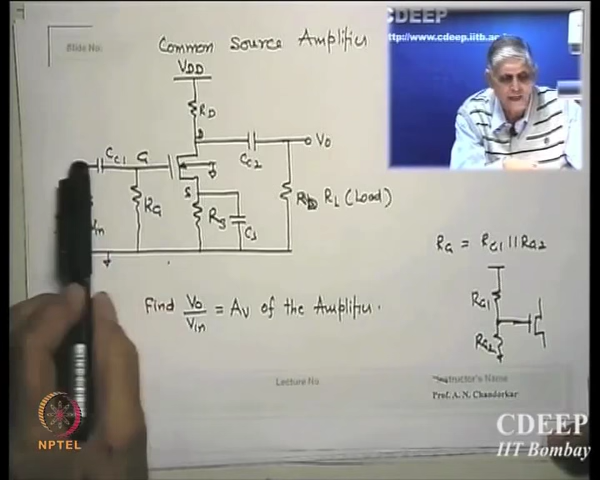 CDEEP
http://www.cdeep.iitb.ac.in/
Slide No:
Common Source Amplifier
VDD
RD
D
CC1 G
CC2
Vo
S
RG
RS
CS
RL (Load)
RG = RG1 || RG2
RG1
RG2
Find Vo/Vin = AV of the Amplifier.
Lecture No
Instructor's Name
Prof. A. N. Chandorkar
NPTEL
CDEEP
IIT Bombay